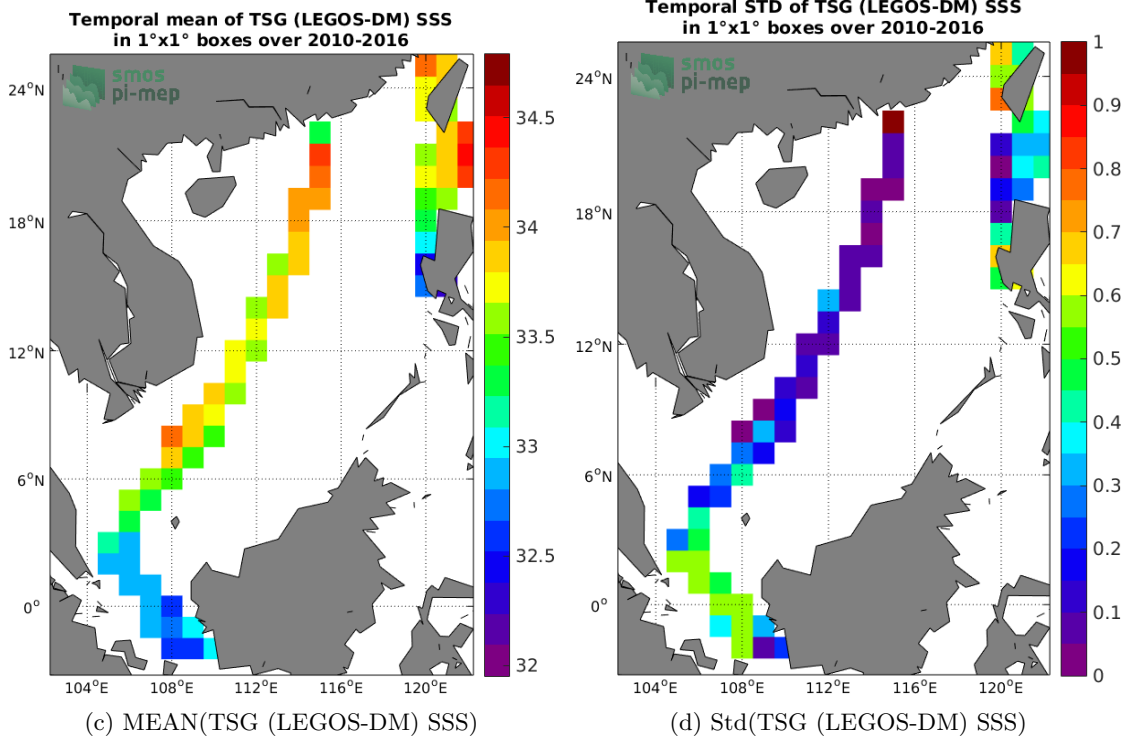 Temporal mean of TSG (LEGOS-DM) SSS
in 1°x1° boxes over 2010-2016
smos
pi-mep
24°N
18°N
12°N
6°N
0°
104°E
108°E
112°E
116°E
120°E
34.5
34
33.5
33
32.5
32
(c) MEAN(TSG (LEGOS-DM) SSS)
Temporal STD of TSG (LEGOS-DM) SSS
in 1°x1° boxes over 2010-2016
smos
pi-mep
24°N
18°N
12°N
6°N
0°
104°E
108°E
112°E
116°E
120°E
1
0.9
0.8
0.7
0.6
0.5
0.4
0.3
0.2
0.1
0
(d) Std(TSG (LEGOS-DM) SSS)